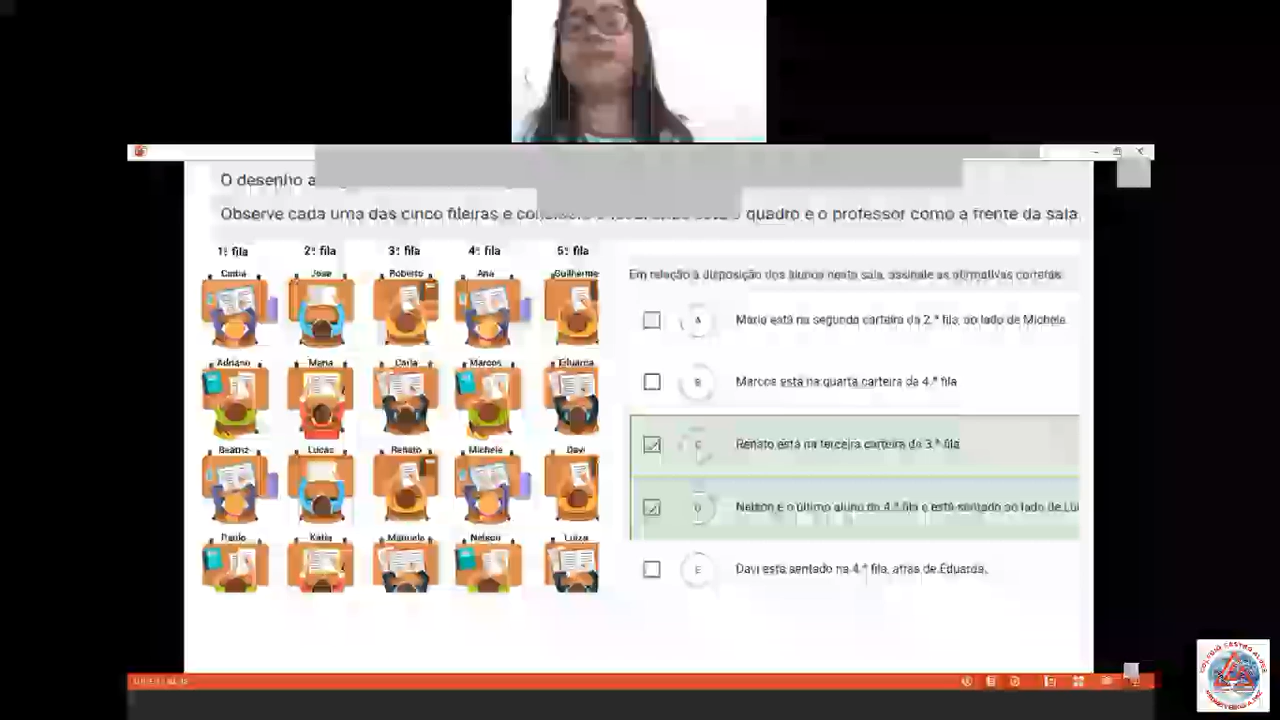 O desenho a
Observe cada uma das cinco fileiras e quadro e o professor como a frente da sala
1ª fila 2ª fila 3ª fila 4ª fila 5ª fila
José Roberto Ana Guilherme
Adriano Maria Carla Marcos Eduarda
Beatriz Lucas Renato Michele Davi
Paulo Katia Manuela Nelson Luiza
Em relação à disposição dos alunos nesta sala, assinale as afirmativas corretas.
A Maria está na segunda carteira da 2.ª fila, ao lado de Michele.
B Marcos está na quarta carteira da 4.ª fila
C Renato está na terceira carteira da 3.ª fila
D Nelson é o último aluno da 4.ª fila e está sentado ao lado de Lui
E Davi está sentado na 4.ª fila, atrás de Eduarda.
COLÉGIO CASTRO ALVES